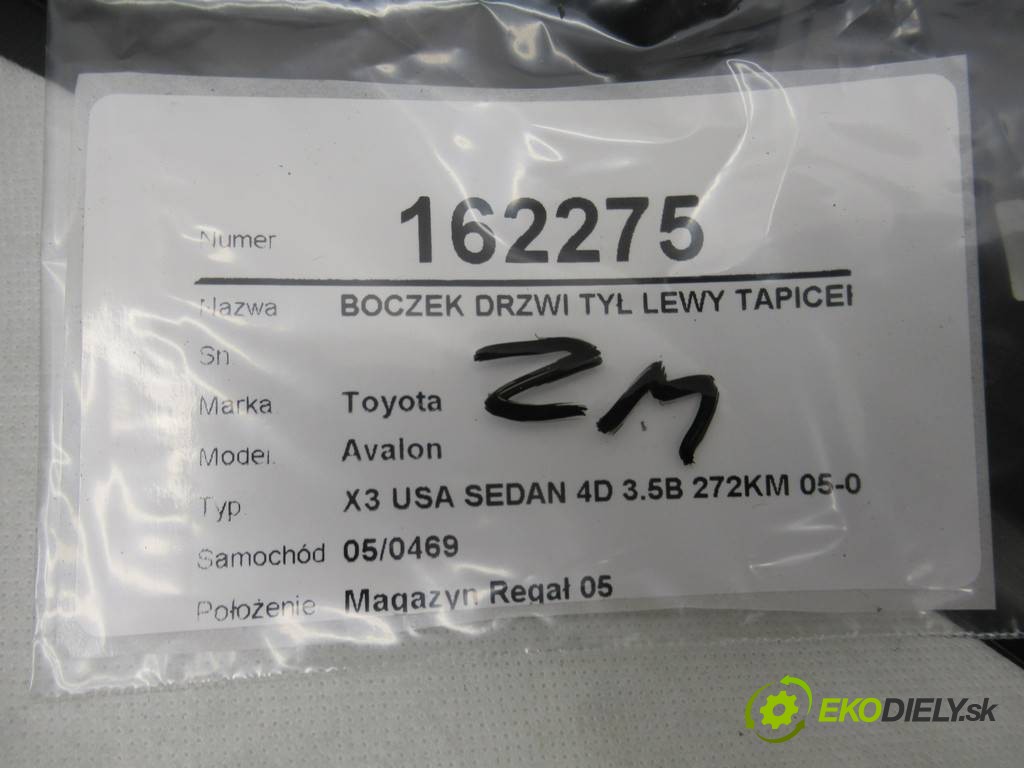 Numer 162275
Nazwa BOCZEK DRZWI TYŁ LEWY TAPICEI
Sn
ZM
Marka Toyota
Model. Avalon
Typ X3 USA SEDAN 4D 3.5B 272KM 05-0
Samochód 05/0469
Położenie Magazyn Regał 05
EKODIELY.sk